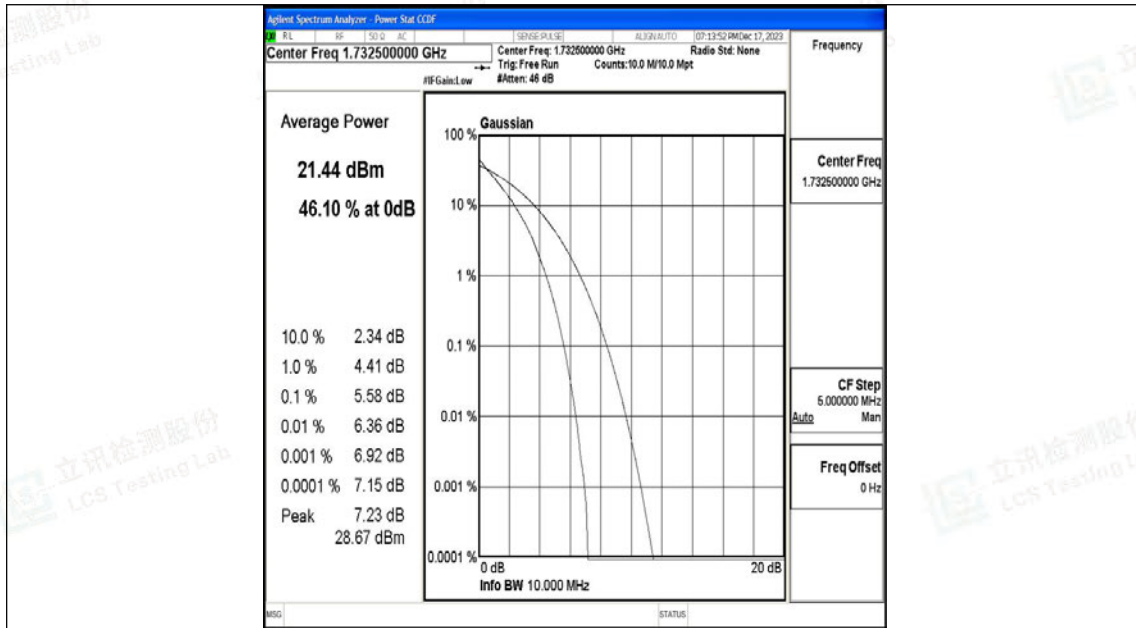 Agilent Spectrum Analyzer - Power Stat CCDF
RL RF 50 Ω AC SENSE:PULSE ALIGNAUTO 07:13:52 PM Dec 17, 2023
Center Freq 1.732500000 GHz
Center Freq: 1.732500000 GHz Radio Std: None
Trig: Free Run Counts:10.0 M/10.0 Mpt
#IFGain:Low #Atten: 46 dB
Frequency
Average Power
21.44 dBm
46.10 % at 0dB
10.0 % 2.34 dB
1.0 % 4.41 dB
0.1 % 5.58 dB
0.01 % 6.36 dB
0.001 % 6.92 dB
0.0001 % 7.15 dB
Peak 7.23 dB
28.67 dBm
Gaussian
100 %
10 %
1 %
0.1 %
0.01 %
0.001 %
0.0001 %
0 dB 20 dB
Info BW 10.000 MHz
Center Freq
1.732500000 GHz
CF Step
5.000000 MHz
Auto Man
Freq Offset
0 Hz
MSG STATUS
立讯检测股份
LCS Testing Lab